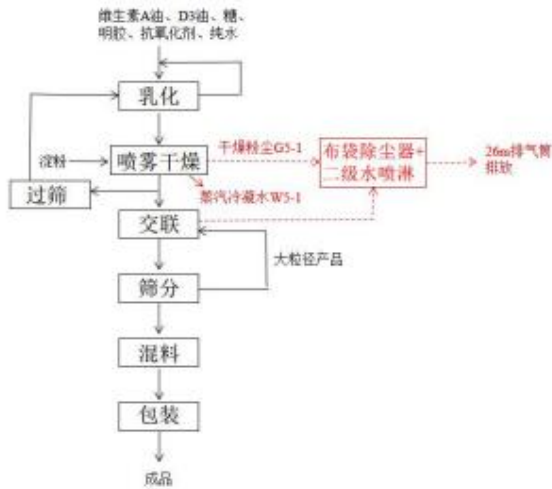 维生素A油、D3油、糖、
明胶、抗氧化剂、纯水
乳化
淀粉
喷雾干燥
干燥粉尘G5-1
布袋除尘器+
二级水喷淋
26m排气筒
排放
过筛
蒸汽冷凝水W5-1
交联
大粒径产品
筛分
混料
包装
成品